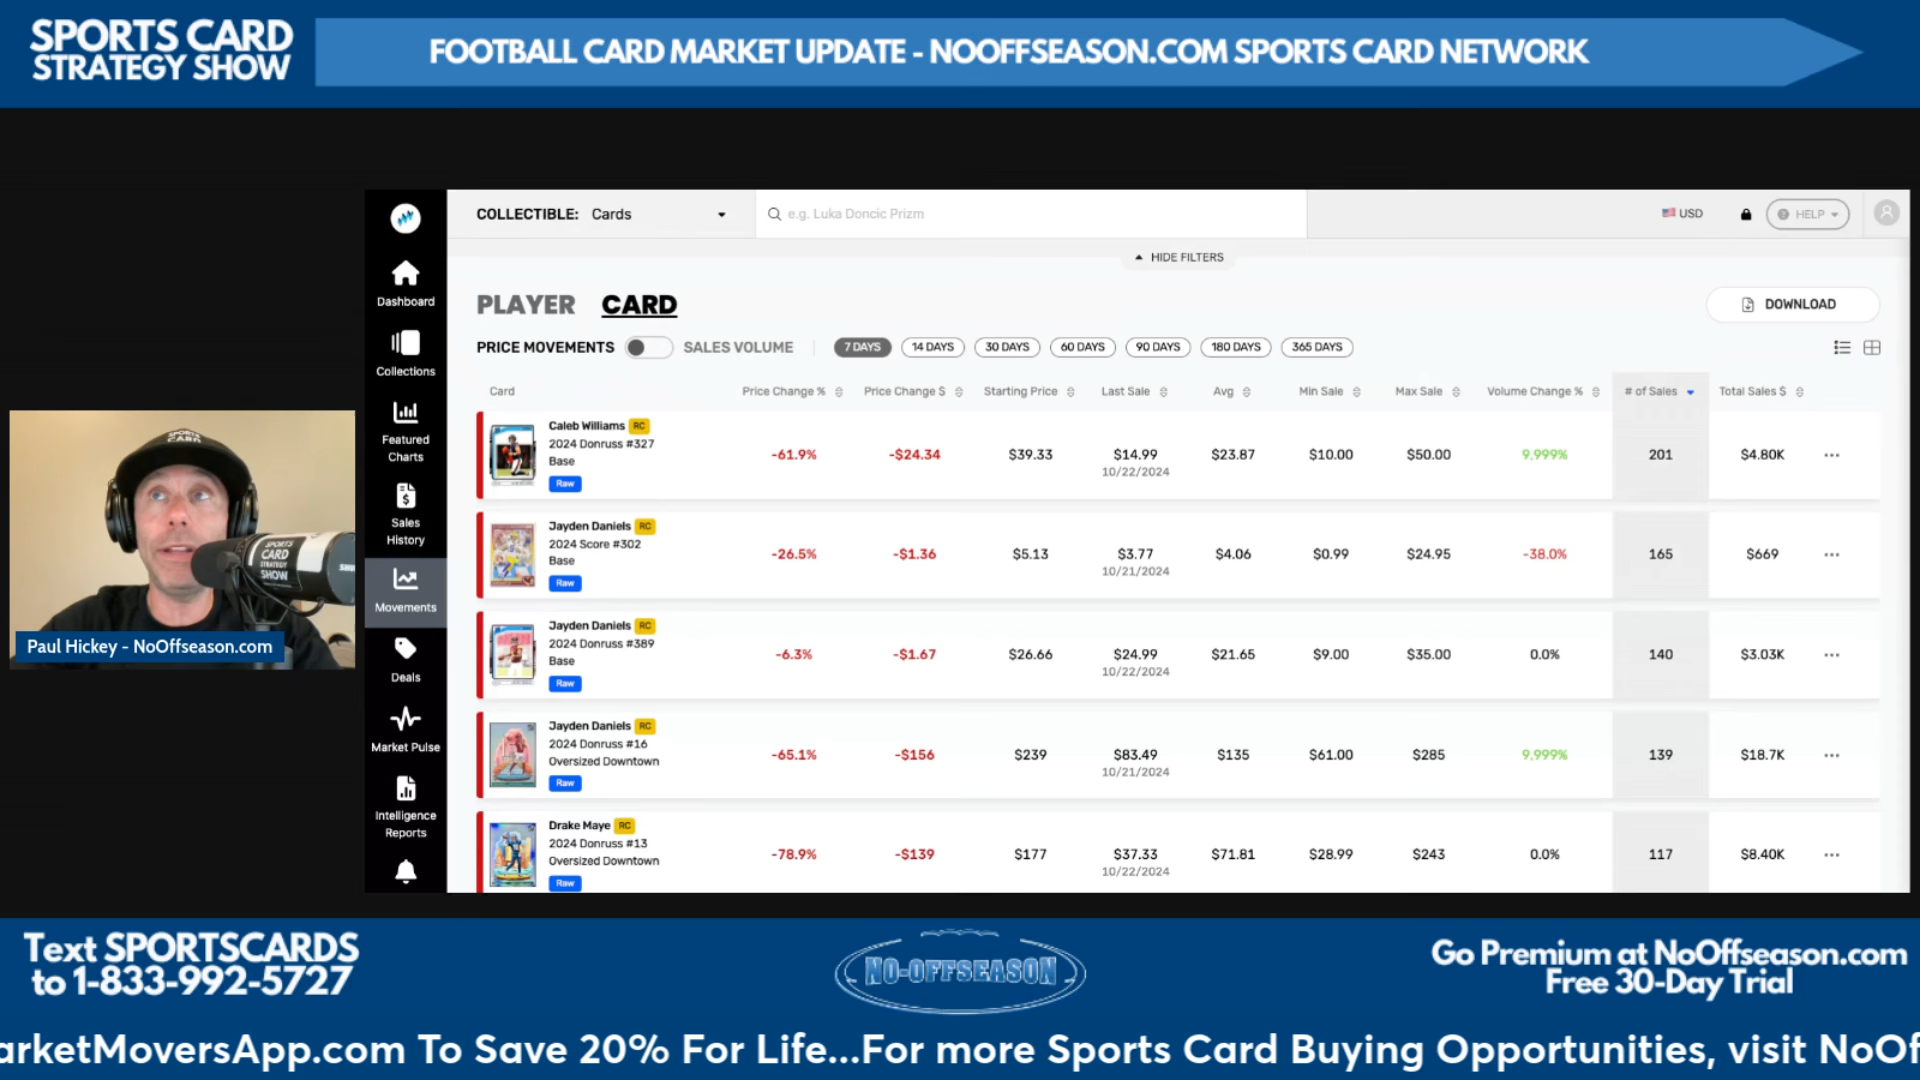 SPORTS CARD
STRATEGY SHOW
FOOTBALL CARD MARKET UPDATE - NOOFFSEASON.COM SPORTS CARD NETWORK
COLLECTIBLE: Cards
e.g. Luka Doncic Prizm
USD
HELP
HIDE FILTERS
PLAYER CARD
DOWNLOAD
PRICE MOVEMENTS SALES VOLUME 7 DAYS 14 DAYS 30 DAYS 60 DAYS 90 DAYS 180 DAYS 365 DAYS
Card Price Change % Price Change $ Starting Price Last Sale Avg Min Sale Max Sale Volume Change % # of Sales Total Sales $
Caleb Williams RC
2024 Donruss #327
Base
Raw
-61.9% -$24.34 $39.33 $14.99 $23.87 $10.00 $50.00 9,999% 201 $4.80K
10/22/2024
Jayden Daniels RC
2024 Score #302
Base
Raw
-26.5% -$1.36 $5.13 $3.77 $4.06 $0.99 $24.95 -38.0% 165 $669
10/21/2024
Jayden Daniels RC
2024 Donruss #389
Base
Raw
-6.3% -$1.67 $26.66 $24.99 $21.65 $9.00 $35.00 0.0% 140 $3.03K
10/22/2024
Jayden Daniels RC
2024 Donruss #16
Oversized Downtown
Raw
-65.1% -$156 $239 $83.49 $135 $61.00 $285 9,999% 139 $18.7K
10/21/2024
Drake Maye RC
2024 Donruss #13
Oversized Downtown
Raw
-78.9% -$139 $177 $37.33 $71.81 $28.99 $243 0.0% 117 $8.40K
10/22/2024
Dashboard
Collections
Featured
Charts
Sales
History
Movements
Deals
Market Pulse
Intelligence
Reports
SPORTS
CARD
STRATEGY
SHOW
Paul Hickey - NoOffseason.com
Text SPORTSCARDS
to 1-833-992-5727
NO-OFFSEASON
Go Premium at NoOffseason.com
Free 30-Day Trial
arketMoversApp.com To Save 20% For Life...For more Sports Card Buying Opportunities, visit NoOf